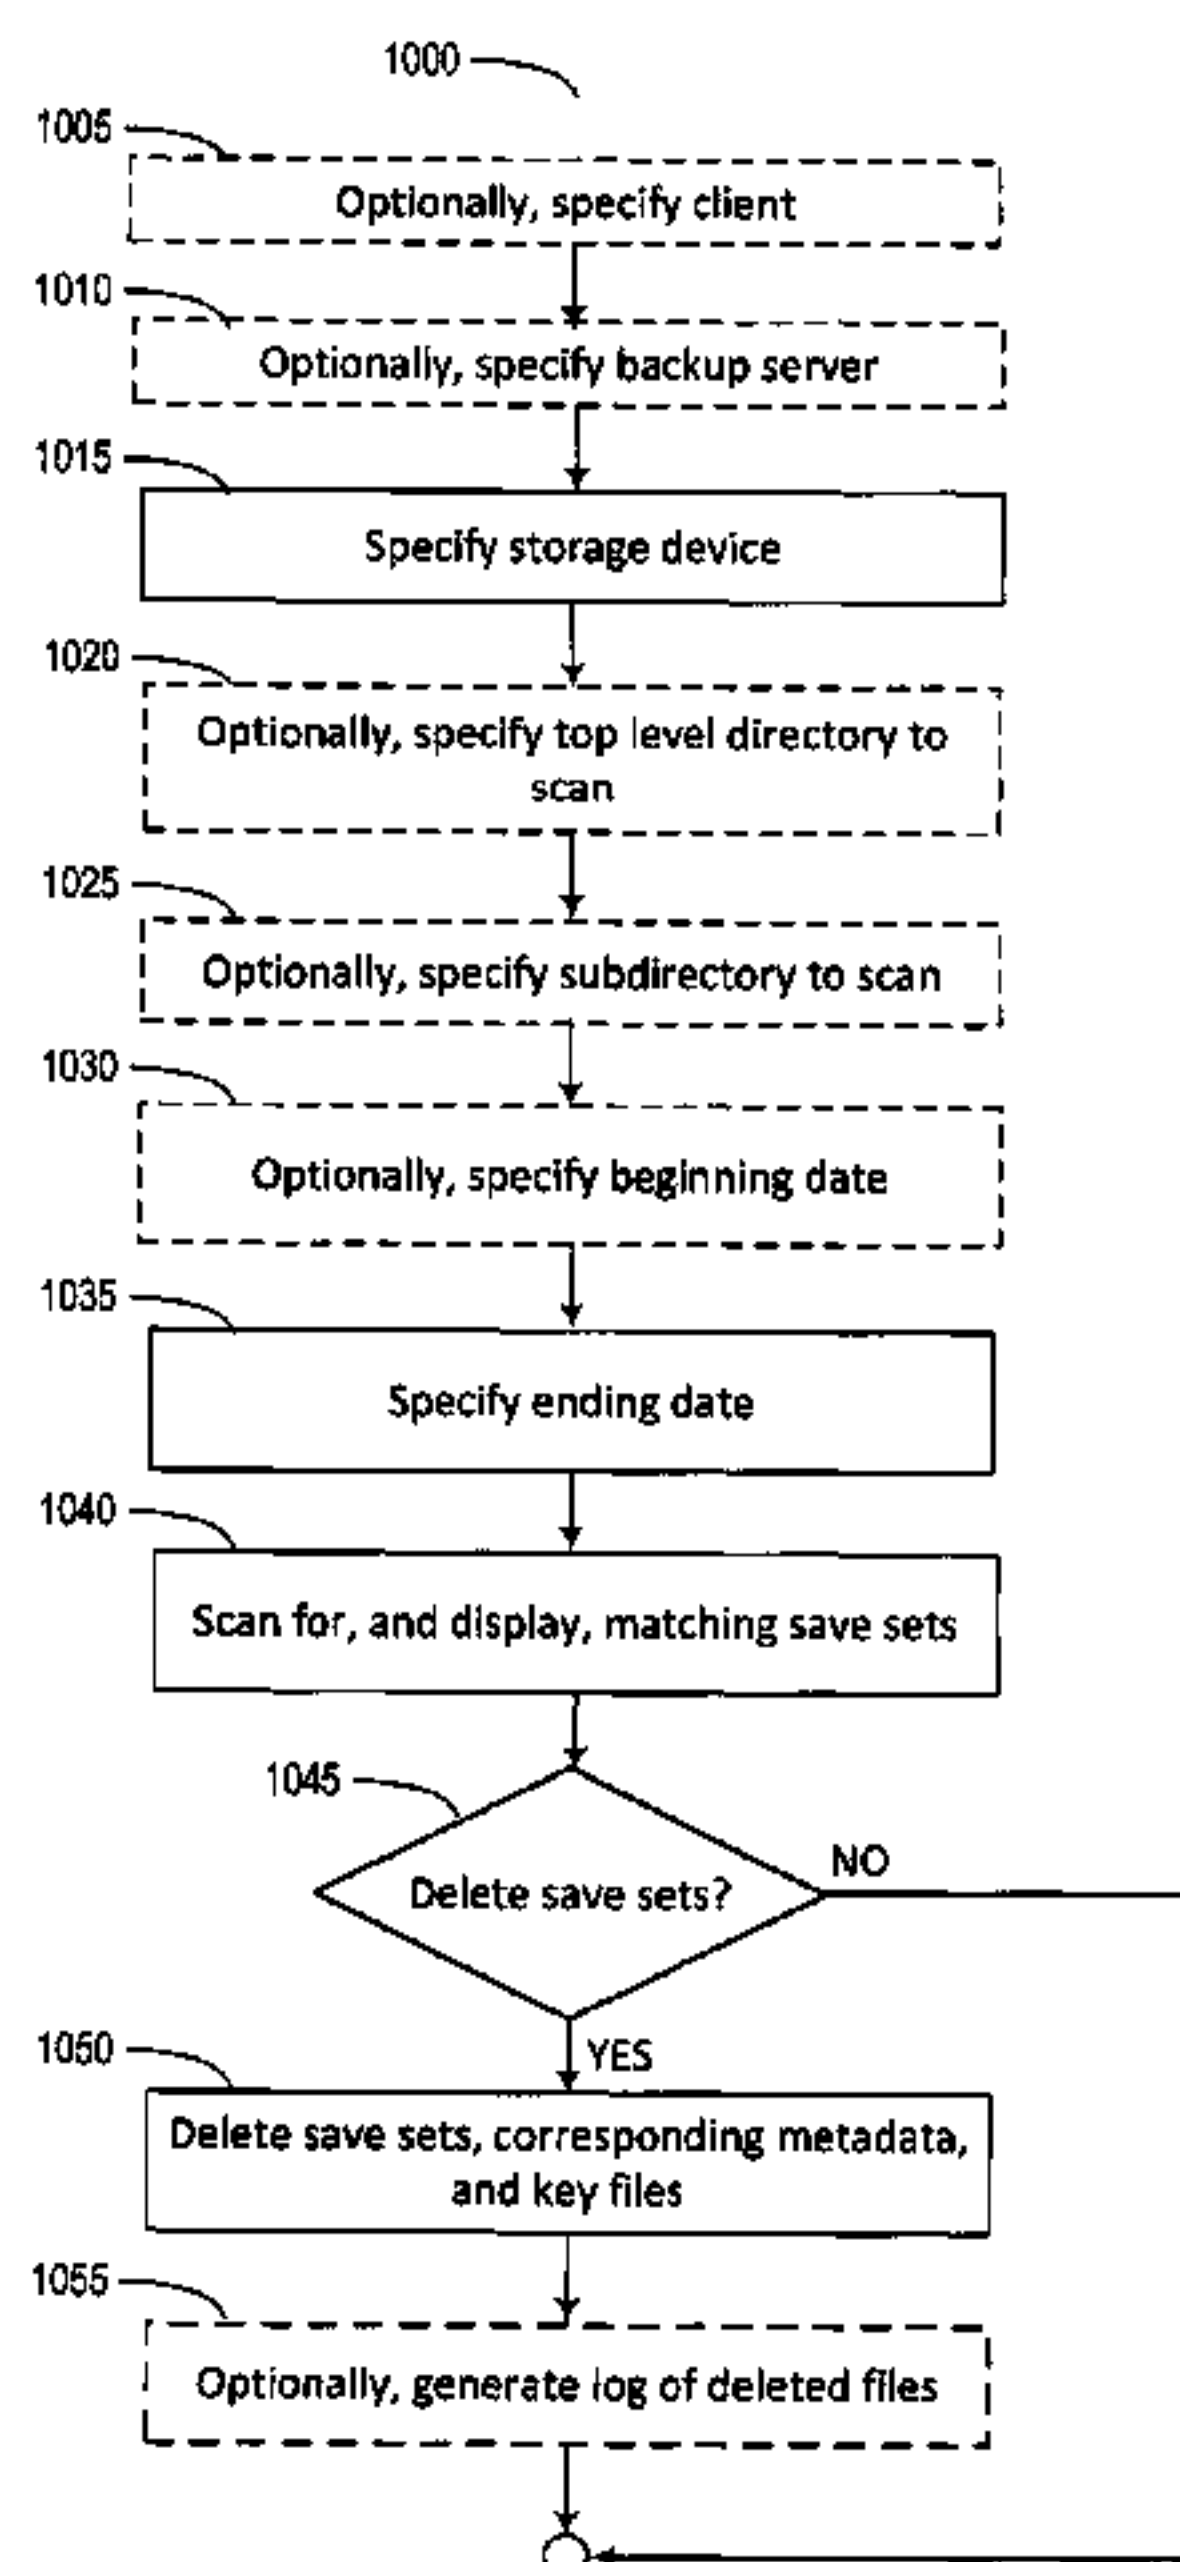 1000
1005
Optionally, specify client
1010
Optionally, specify backup server
1015
Specify storage device
1020
Optionally, specify top level directory to
scan
1025
Optionally, specify subdirectory to scan
1030
Optionally, specify beginning date
1035
Specify ending date
1040
Scan for, and display, matching save sets
1045
Delete save sets?
NO
YES
1050
Delete save sets, corresponding metadata,
and key files
1055
Optionally, generate log of deleted files